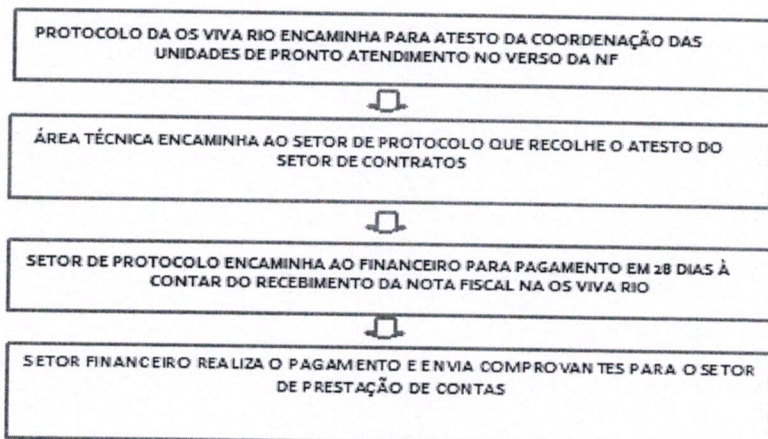 PROTOCOLO DA OS VIVA RIO ENCAMINHA PARA ATESTO DA COORDENAÇÃO DAS
UNIDADES DE PRONTO ATENDIMENTO NO VERSO DA NF
ÁREA TÉCNICA ENCAMINHA AO SETOR DE PROTOCOLO QUE RECOLHE O ATESTO DO
SETOR DE CONTRATOS
SETOR DE PROTOCOLO ENCAMINHA AO FINANCEIRO PARA PAGAMENTO EM 28 DIAS À
CONTAR DO RECEBIMENTO DA NOTA FISCAL NA OS VIVA RIO
SETOR FINANCEIRO REALIZA O PAGAMENTO E ENVIA COMPROVANTES PARA O SETOR
DE PRESTAÇÃO DE CONTAS